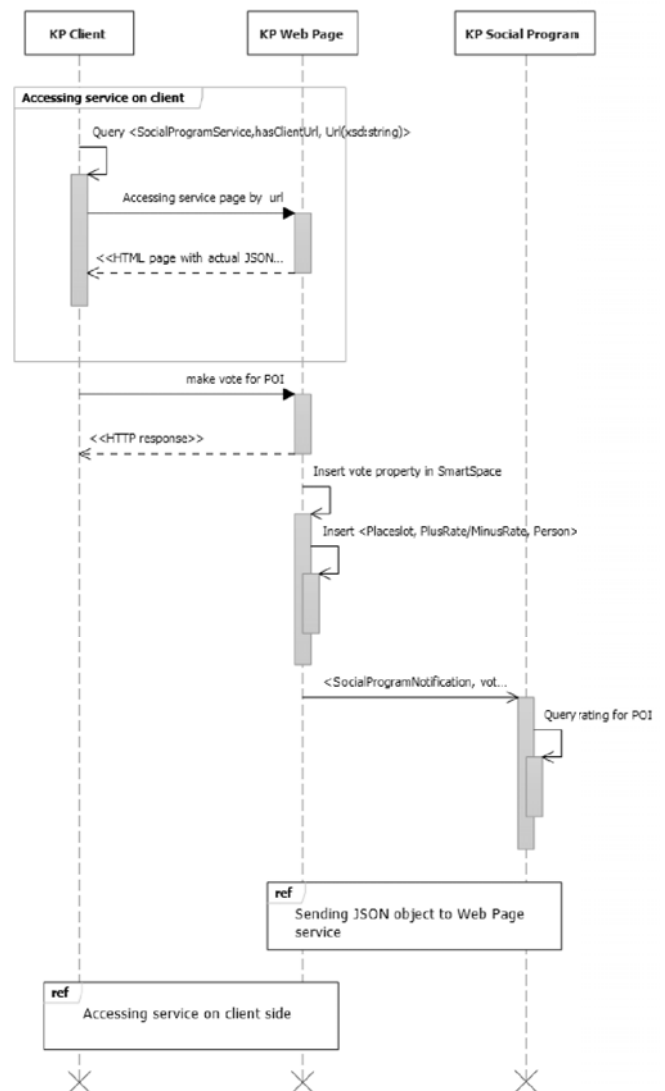 KP Client
KP Web Page
KP Social Program
Accessing service on client
Query <SocialProgramService,hasClientUrl, Url(xsd:string)>
Accessing service page by url
<<HTML page with actual JSON...
make vote for POI
<<HTTP response>>
Insert vote property in SmartSpace
Insert <Placeslot, PlusRate/MinusRate, Person>
<SocialProgramNotification, vot...
Query rating for POI
ref
Sending JSON object to Web Page
service
ref
Accessing service on client side